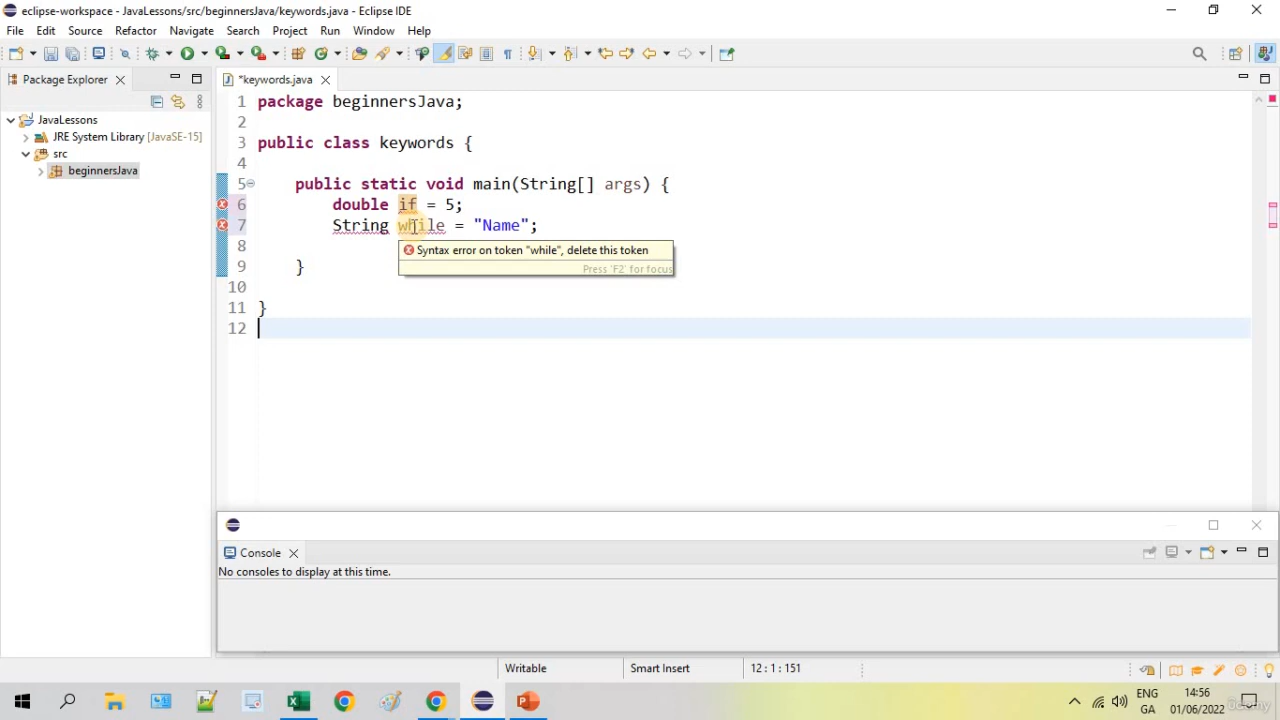 eclipse-workspace - JavaLessons/src/beginnersJava/keywords.java - Eclipse IDE
File Edit Source Refactor Navigate Search Project Run Window Help
Package Explorer
*keywords.java
JavaLessons
JRE System Library [JavaSE-15]
src
beginnersJava
1 package beginnersJava;
2
3 public class keywords {
4
5 public static void main(String[] args) {
6 double if = 5;
7 String while = "Name";
8
Syntax error on token "while", delete this token
Press 'F2' for focus
9 }
10
11 }
12
Console
No consoles to display at this time.
Writable Smart Insert 12 : 1 : 151
ENG
GA
14:56
01/06/2022
Udemy